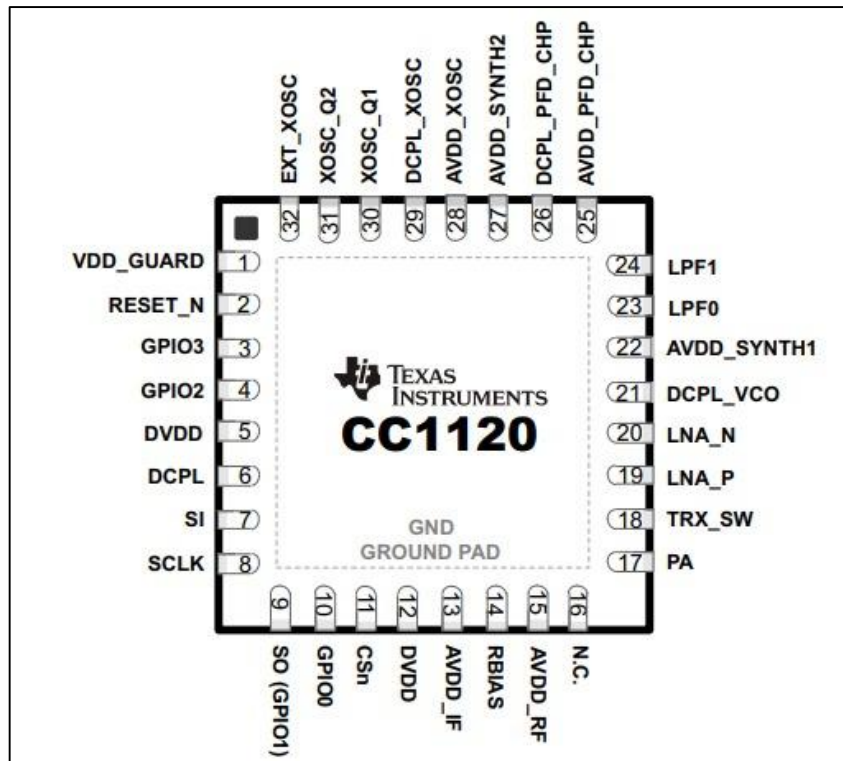 EXT_XOSC
XOSC_Q2
XOSC_Q1
DCPL_XOSC
AVDD_XOSC
AVDD_SYNTH2
DCPL_PFD_CHP
AVDD_PFD_CHP
32
31
30
29
28
27
26
25
VDD_GUARD 1
RESET_N 2
GPIO3 3
GPIO2 4
DVDD 5
DCPL 6
SI 7
SCLK 8
TEXAS
INSTRUMENTS
CC1120
GND
GROUND PAD
24 LPF1
23 LPF0
22 AVDD_SYNTH1
21 DCPL_VCO
20 LNA_N
19 LNA_P
18 TRX_SW
17 PA
9
10
11
12
13
14
15
16
SO (GPIO1)
GPIO0
CSn
DVDD
AVDD_IF
RBIAS
AVDD_RF
N.C.